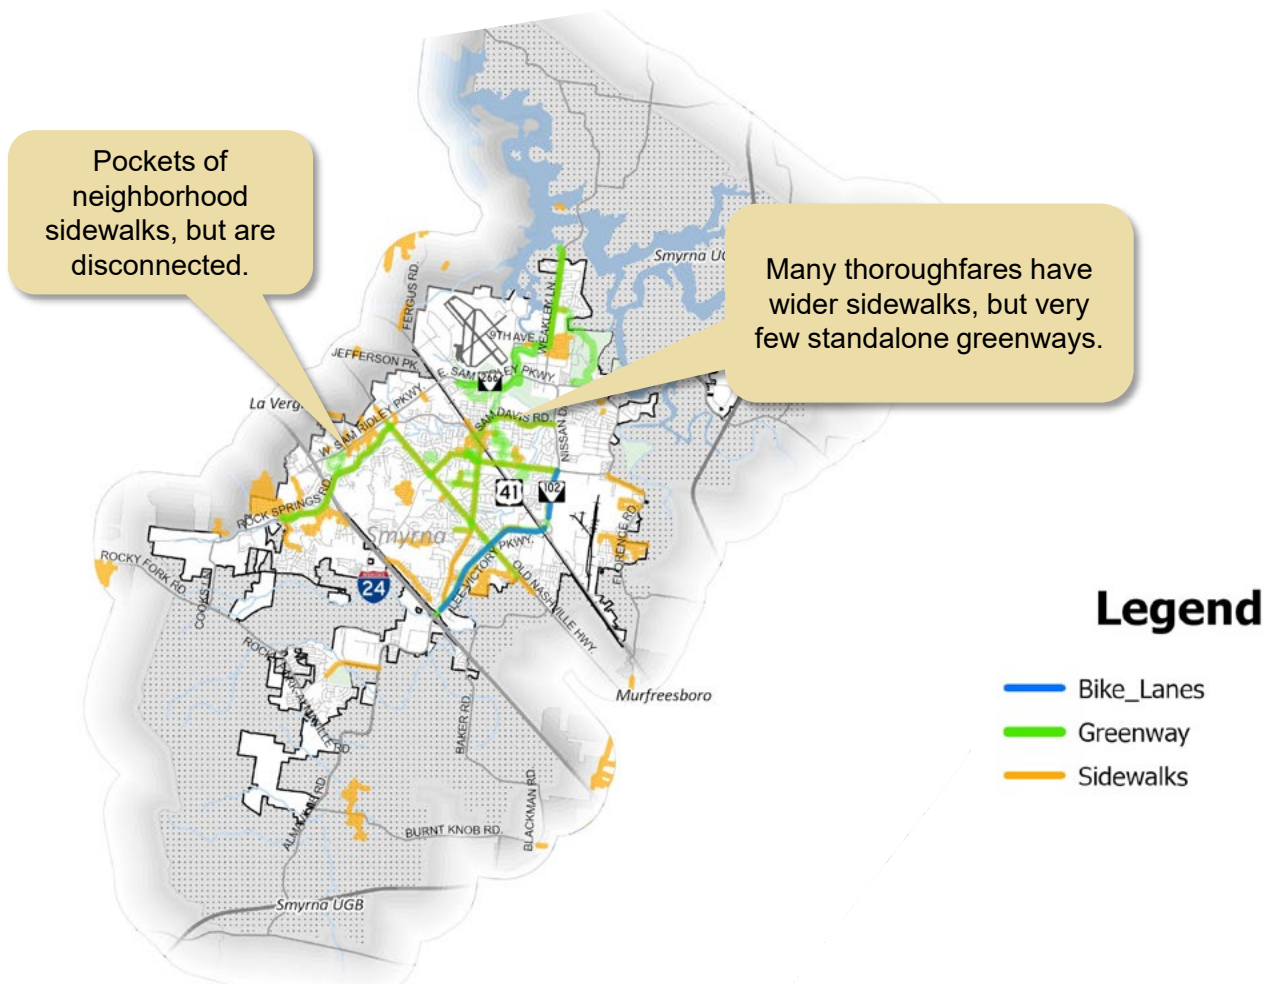 Pockets of
neighborhood
sidewalks, but are
disconnected.
Many thoroughfares have
wider sidewalks, but very
few standalone greenways.
Smyrna UG
FERGUS RD.
WEAKLEY LN.
9TH AVE.
JEFFERSON PK.
E. SAM RIDLEY PKWY.
266
La Verg
W. SAM RIDLEY PKWY.
SAM DAVIS RD.
NISSAN D
41
102
ROCK SPRINGS RD.
Smyrna
FLORENCE RD.
LEE VICTORY PKWY.
ROCKY FORK RD.
24
OLD NASHVILLE HWY.
COOKS LN
Legend
Murfreesboro
Bike_Lanes
Greenway
Sidewalks
BAKER RD.
BLACKMAN RD.
BURNT KNOB RD.
Smyrna UGB